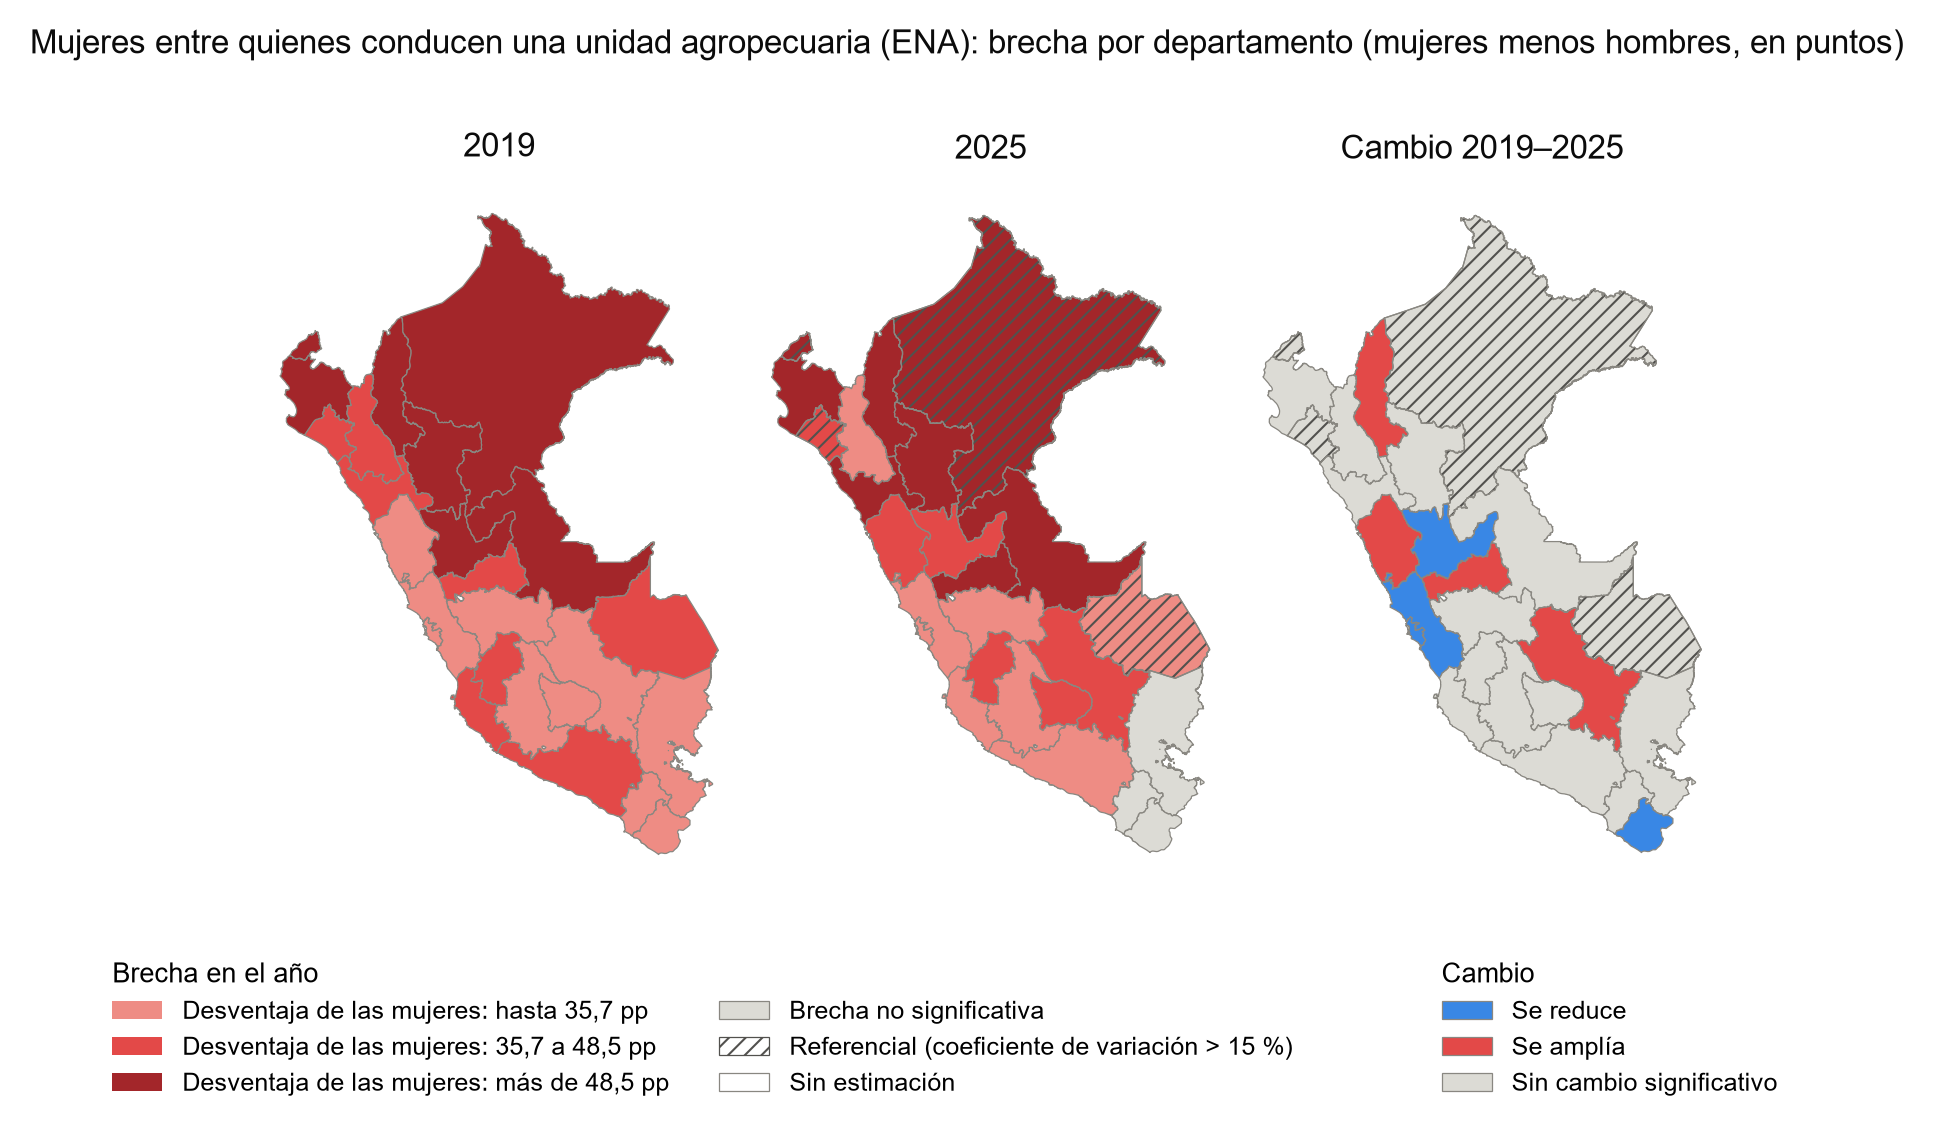 Mujeres entre quienes conducen una unidad agropecuaria (ENA): brecha por departamento (mujeres menos hombres, en puntos)
2019
2025
Cambio 2019–2025
Brecha en el año
Desventaja de las mujeres: hasta 35,7 pp
Desventaja de las mujeres: 35,7 a 48,5 pp
Desventaja de las mujeres: más de 48,5 pp
Brecha no significativa
Referencial (coeficiente de variación > 15 %)
Sin estimación
Cambio
Se reduce
Se amplía
Sin cambio significativo